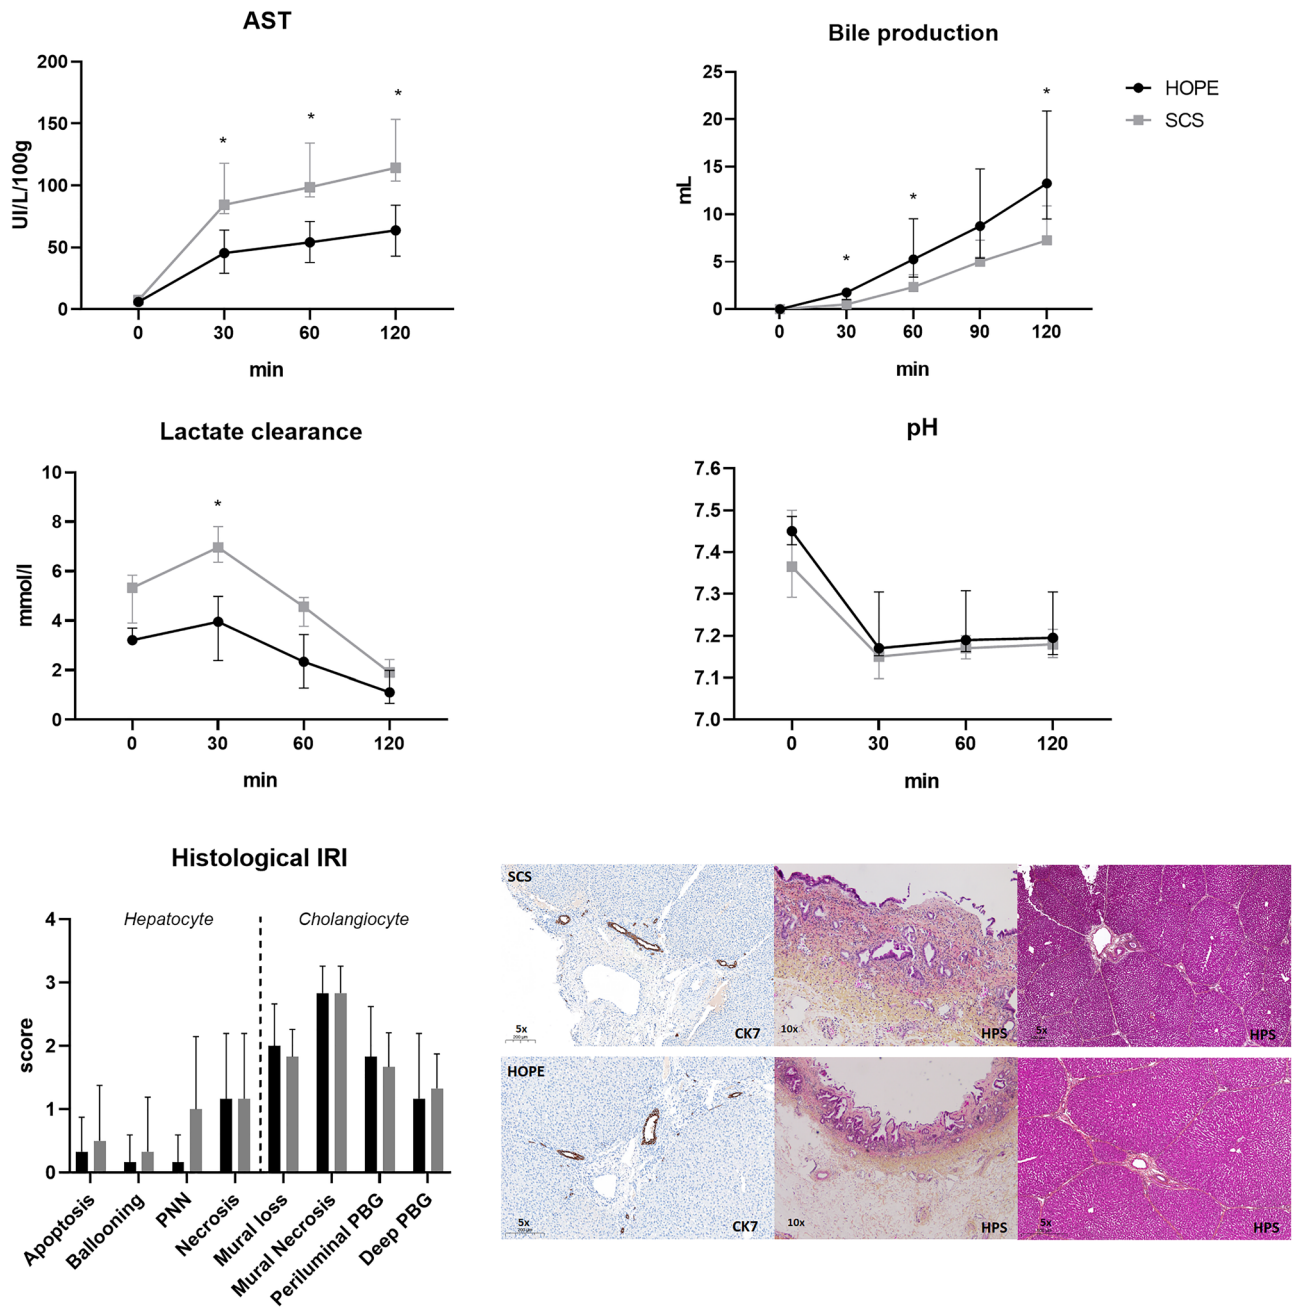 AST
200
150
100
50
0
UI/L/100g
*
*
*
0 30 60 120
min
Bile production
25
20
15
10
5
0
mL
*
*
*
0 30 60 90 120
min
HOPE
SCS
Lactate clearance
10
8
6
4
2
0
mmol/l
*
0 30 60 120
min
pH
7.6
7.5
7.4
7.3
7.2
7.1
7.0
0 30 60 120
min
Histological IRI
Hepatocyte Cholangiocyte
4
3
2
1
0
score
Apoptosis
Ballooning
PNN
Necrosis
Mural loss
Mural Necrosis
Periluminal PBG
Deep PBG
SCS
5x
CK7
10x
HPS
5x
HPS
HOPE
5x
CK7
10x
HPS
5x
HPS